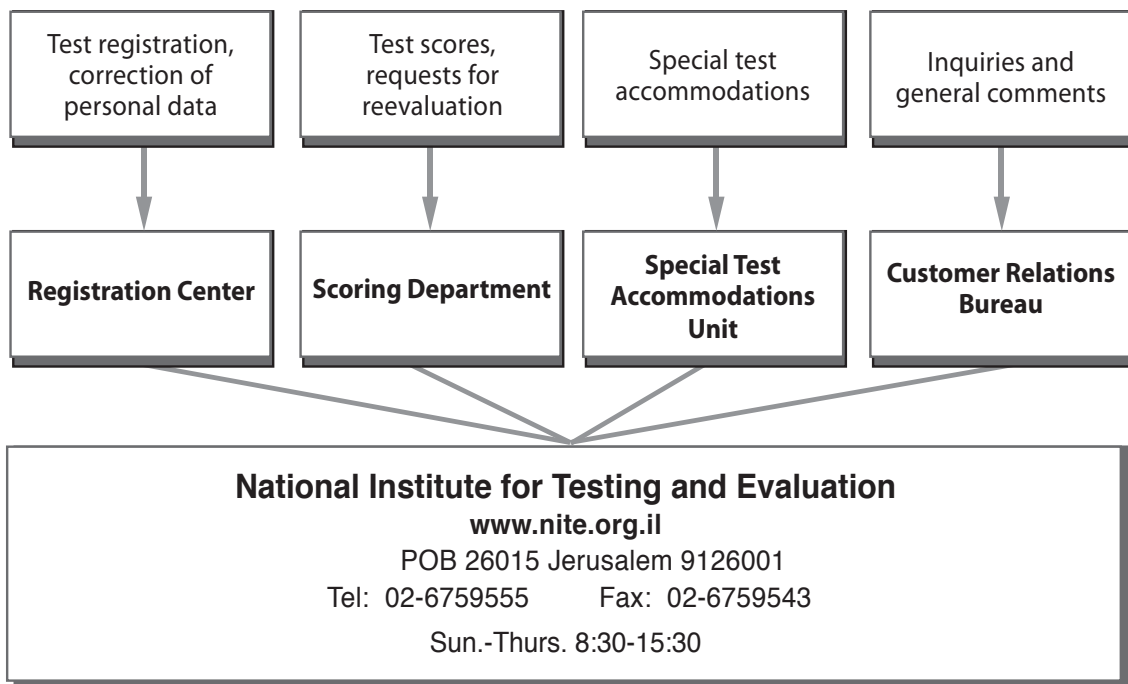 Test registration,
correction of
personal data
Test scores,
requests for
reevaluation
Special test
accommodations
Inquiries and
general comments
Registration Center
Scoring Department
Special Test
Accommodations
Unit
Customer Relations
Bureau
National Institute for Testing and Evaluation
www.nite.org.il
POB 26015 Jerusalem 9126001
Tel: 02-6759555 Fax: 02-6759543
Sun.-Thurs. 8:30-15:30